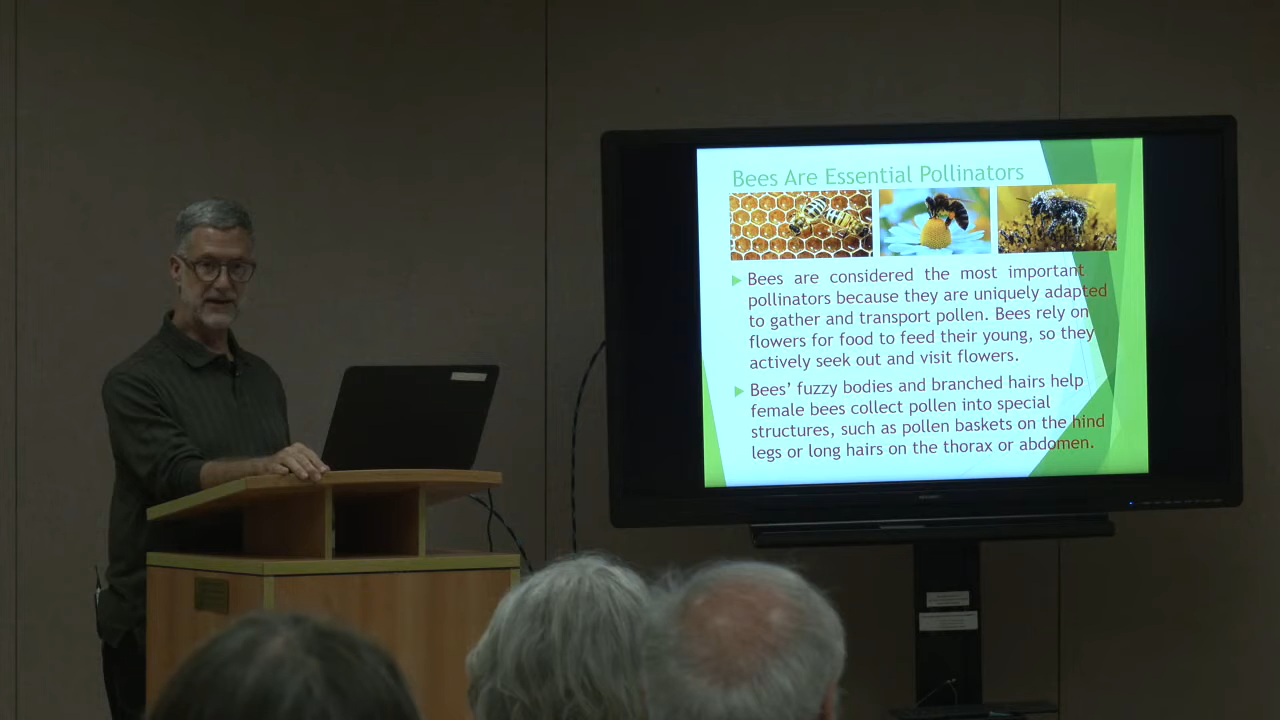 Bees Are Essential Pollinators
Bees are considered the most important
pollinators because they are uniquely adapted
to gather and transport pollen. Bees rely on
flowers for food to feed their young, so they
actively seek out and visit flowers.
Bees’ fuzzy bodies and branched hairs help
female bees collect pollen into special
structures, such as pollen baskets on the hind
legs or long hairs on the thorax or abdomen.